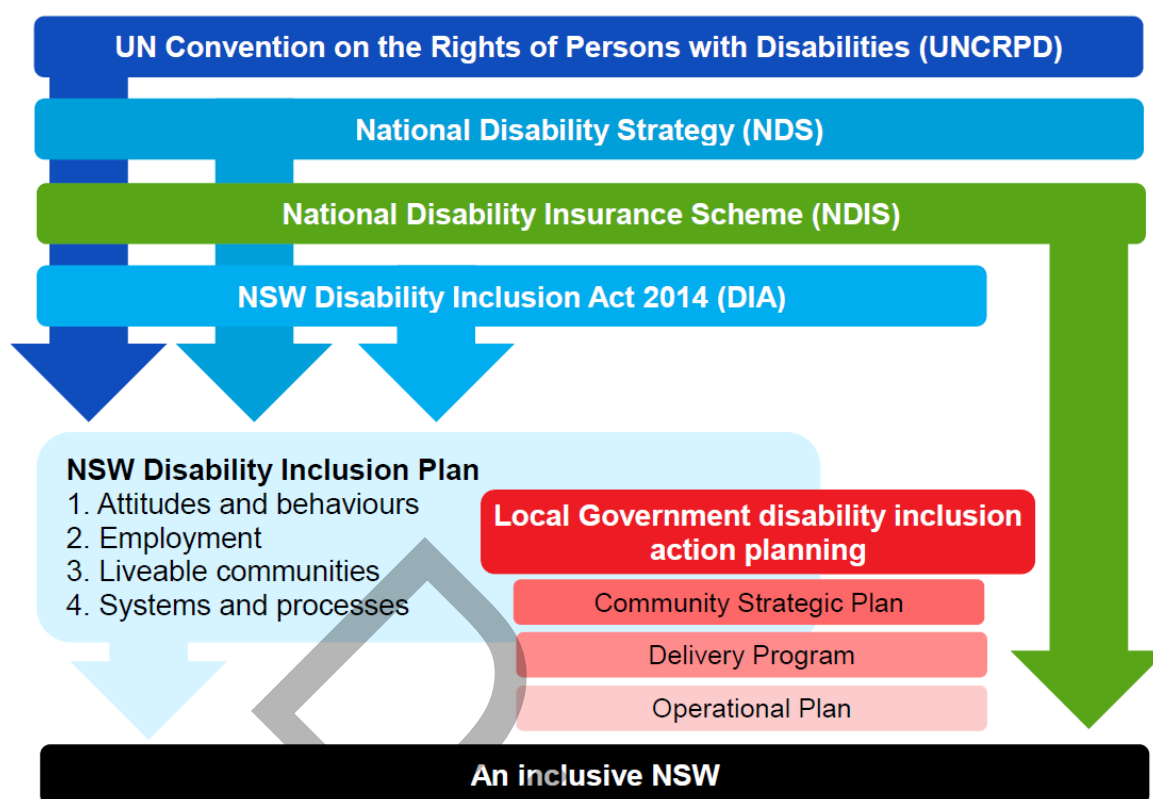 UN Convention on the Rights of Persons with Disabilities (UNCRPD)
National Disability Strategy (NDS)
National Disability Insurance Scheme (NDIS)
NSW Disability Inclusion Act 2014 (DIA)
NSW Disability Inclusion Plan
1. Attitudes and behaviours
2. Employment
3. Liveable communities
4. Systems and processes
Local Government disability inclusion
action planning
Community Strategic Plan
Delivery Program
Operational Plan
An inclusive NSW